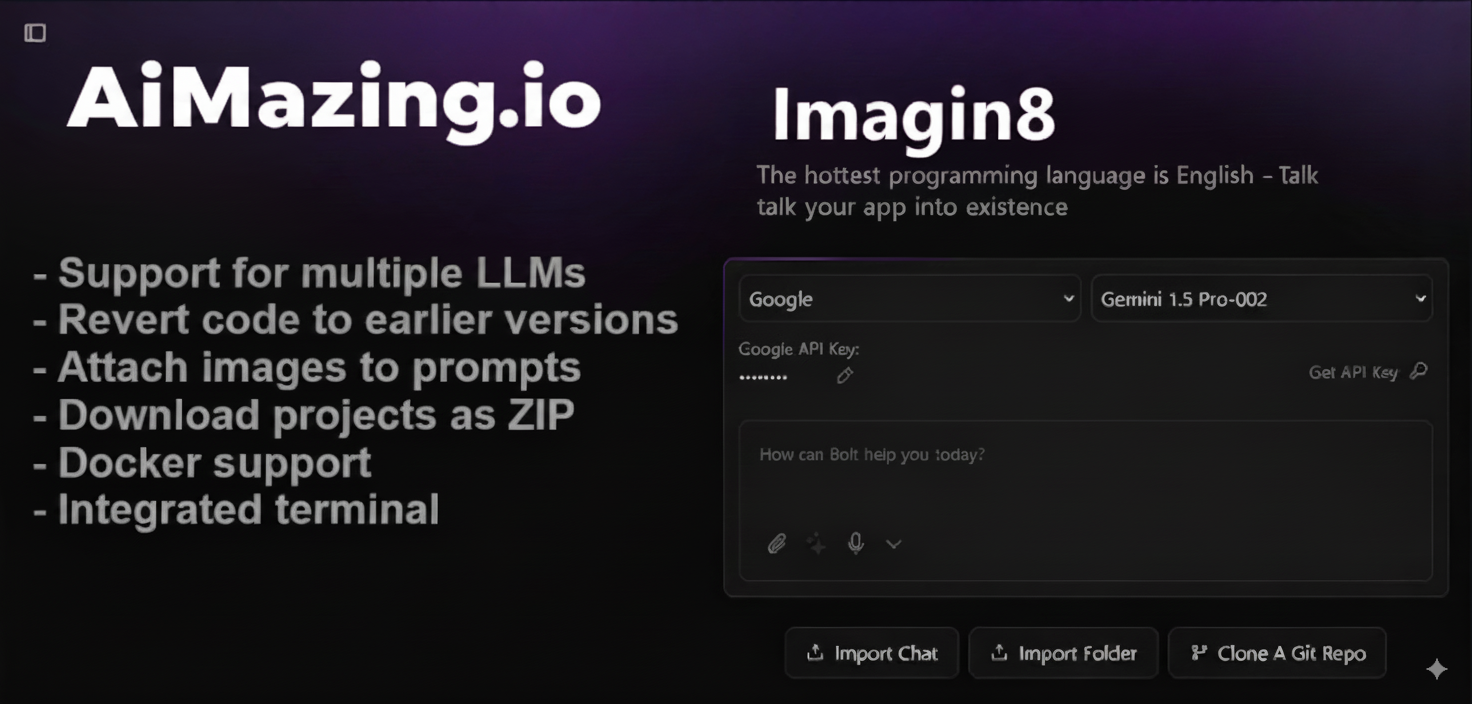 AiMazing.io
- Support for multiple LLMs
- Revert code to earlier versions
- Attach images to prompts
- Download projects as ZIP
- Docker support
- Integrated terminal
Imagin8
The hottest programming language is English – Talk
talk your app into existence
Google
Gemini 1.5 Pro-002
Google API Key:
••••••••
Get API Key
How can Bolt help you today?
Import Chat
Import Folder
Clone A Git Repo